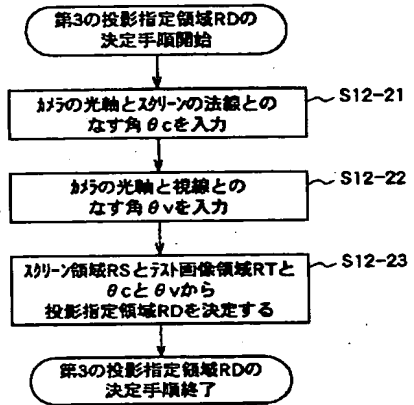 第3の投影指定領域RDの
決定手順開始
カメラの光軸とスクリーンの法線との
なす角θcを入力
S12-21
カメラの光軸と視線との
なす角θvを入力
S12-22
スクリーン領域RSとテスト画像領域RTと
θcとθvから
投影指定領域RDを決定する
S12-23
第3の投影指定領域RDの
決定手順終了